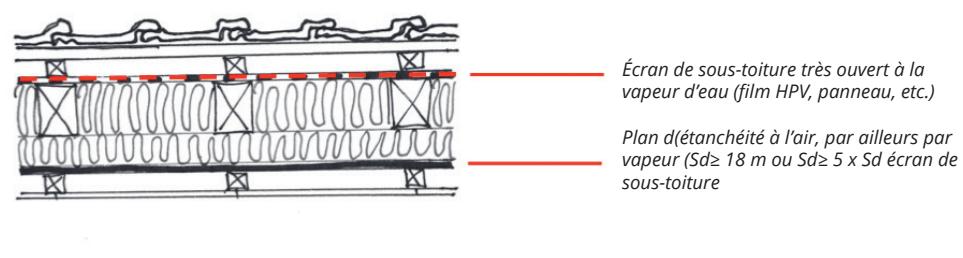 Écran de sous-toiture très ouvert à la
vapeur d’eau (film HPV, panneau, etc.)
Plan d(étanchéité à l’air, par ailleurs par
vapeur (Sd≥ 18 m ou Sd≥ 5 x Sd écran de
sous-toiture